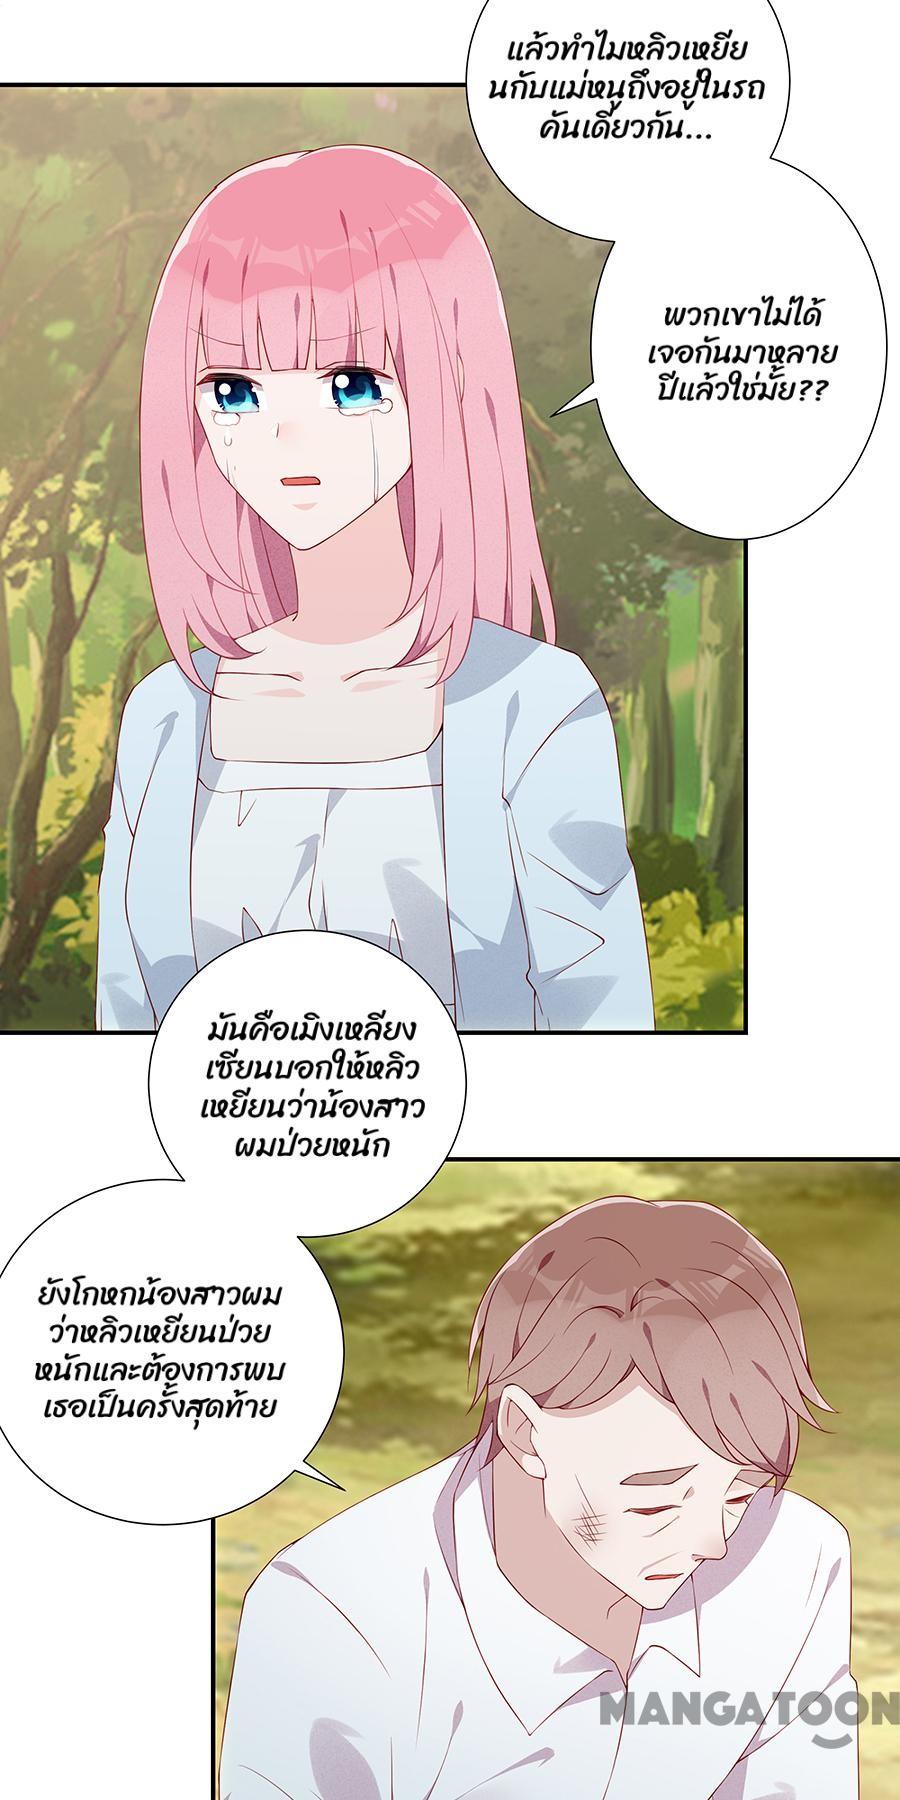 แล้วทำไมหลิวเหยีย
นกับแม่หนูถึงอยู่ในรถ
คันเดียวกัน...
พวกเขาไม่ได้
เจอกันมาหลาย
ปีแล้วใช่มั้ย??
มันคือเมิงเหลียง
เซียนบอกให้หลิว
เหยียนว่าน้องสาว
ผมป่วยหนัก
ยังโกหกน้องสาวผม
ว่าหลิวเหยียนป่วย
หนักและต้องการพบ
เธอเป็นครั้งสุดท้าย
MANGATOON